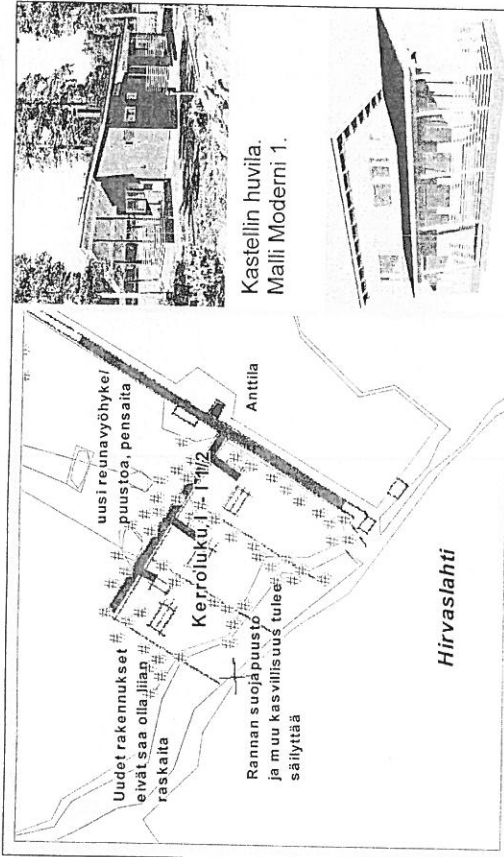 Kastellin huvila.
Malli Moderni 1.
uusi reunavyöhyke/
puustoa, pensaita
Anttila
Kerroluku, I - I 1/2
Uudet rakennukset
eivät saa olla liian
raskaita
Rannan suojapuusto
ja muu kasvillisuus tulee
säilyttää
Hirvaslahti